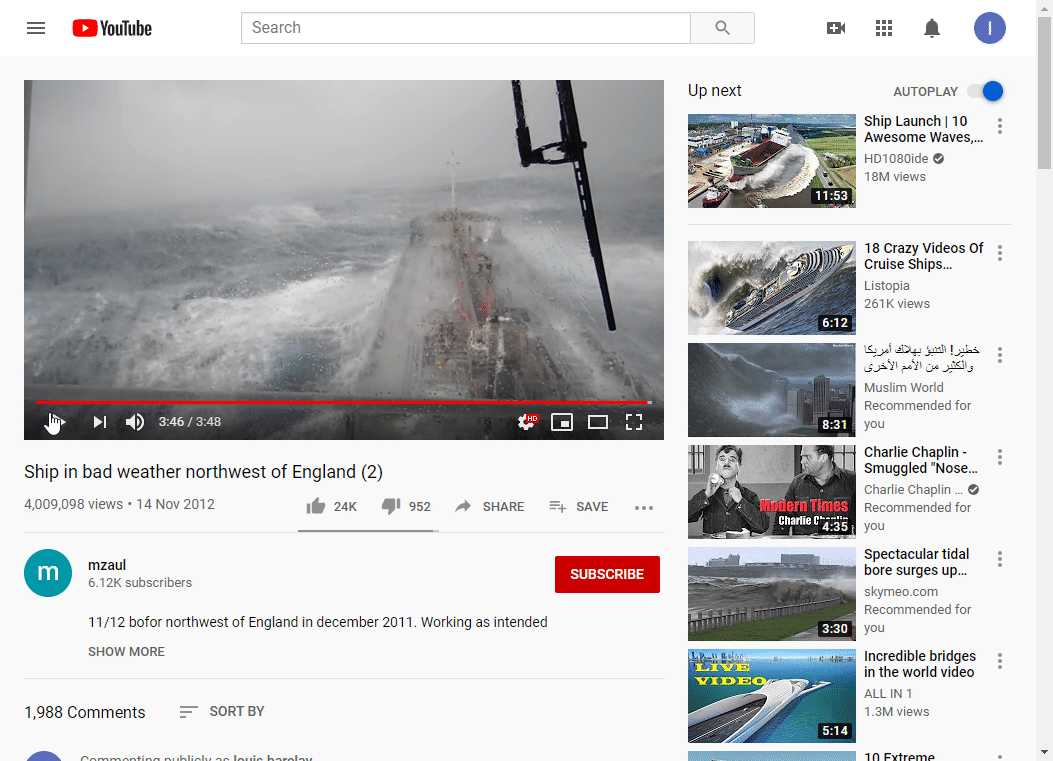 YouTube
Search
Up next
AUTOPLAY
Ship Launch | 10
Awesome Waves,...
HD1080ide
18M views
11:53
18 Crazy Videos Of
Cruise Ships...
Listopia
261K views
6:12
خطير! التنبؤ بهلاك أمريكا
والكثير من الأمم الأخرى
Muslim World
Recommended for
you
8:31
Charlie Chaplin -
Smuggled "Nose...
Charlie Chaplin ...
Recommended for
you
Modern Times
Charlie Chaplin
4:35
Spectacular tidal
bore surges up...
skymeo.com
Recommended for
you
3:30
Incredible bridges
in the world video
ALL IN 1
1.3M views
LIVE
VIDEO
5:14
10 Extreme
3:46 / 3:48
HD
Ship in bad weather northwest of England (2)
4,009,098 views • 14 Nov 2012
24K
952
SHARE
SAVE
m
mzaul
6.12K subscribers
SUBSCRIBE
11/12 bofor northwest of England in december 2011. Working as intended
SHOW MORE
1,988 Comments
SORT BY
Commenting publicly as louis barclay